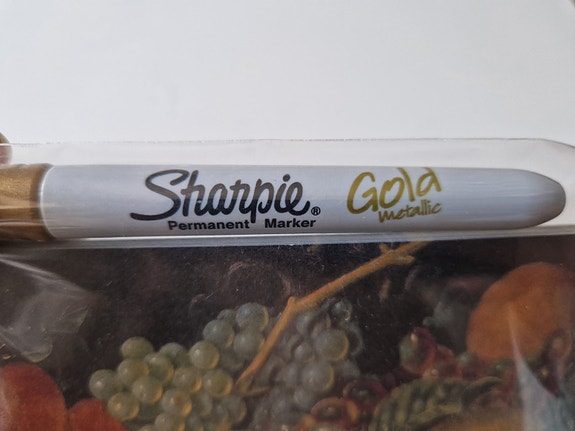 Sharpie®
Permanent Marker
Gold
metallic